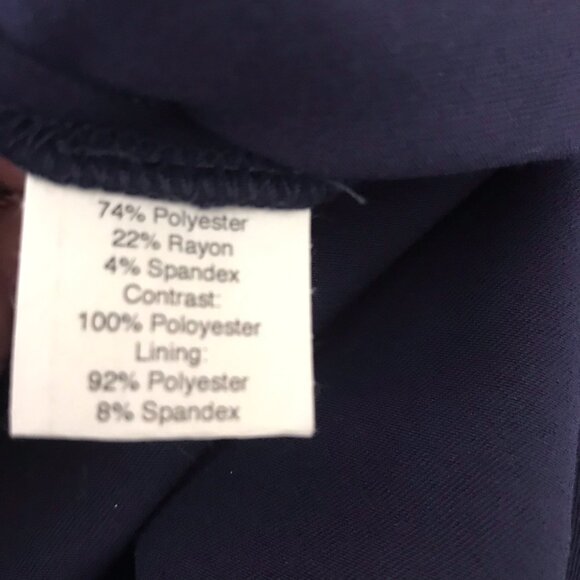 74% Polyester
22% Rayon
4% Spandex
Contrast:
100% Poloyester
Lining:
92% Polyester
8% Spandex